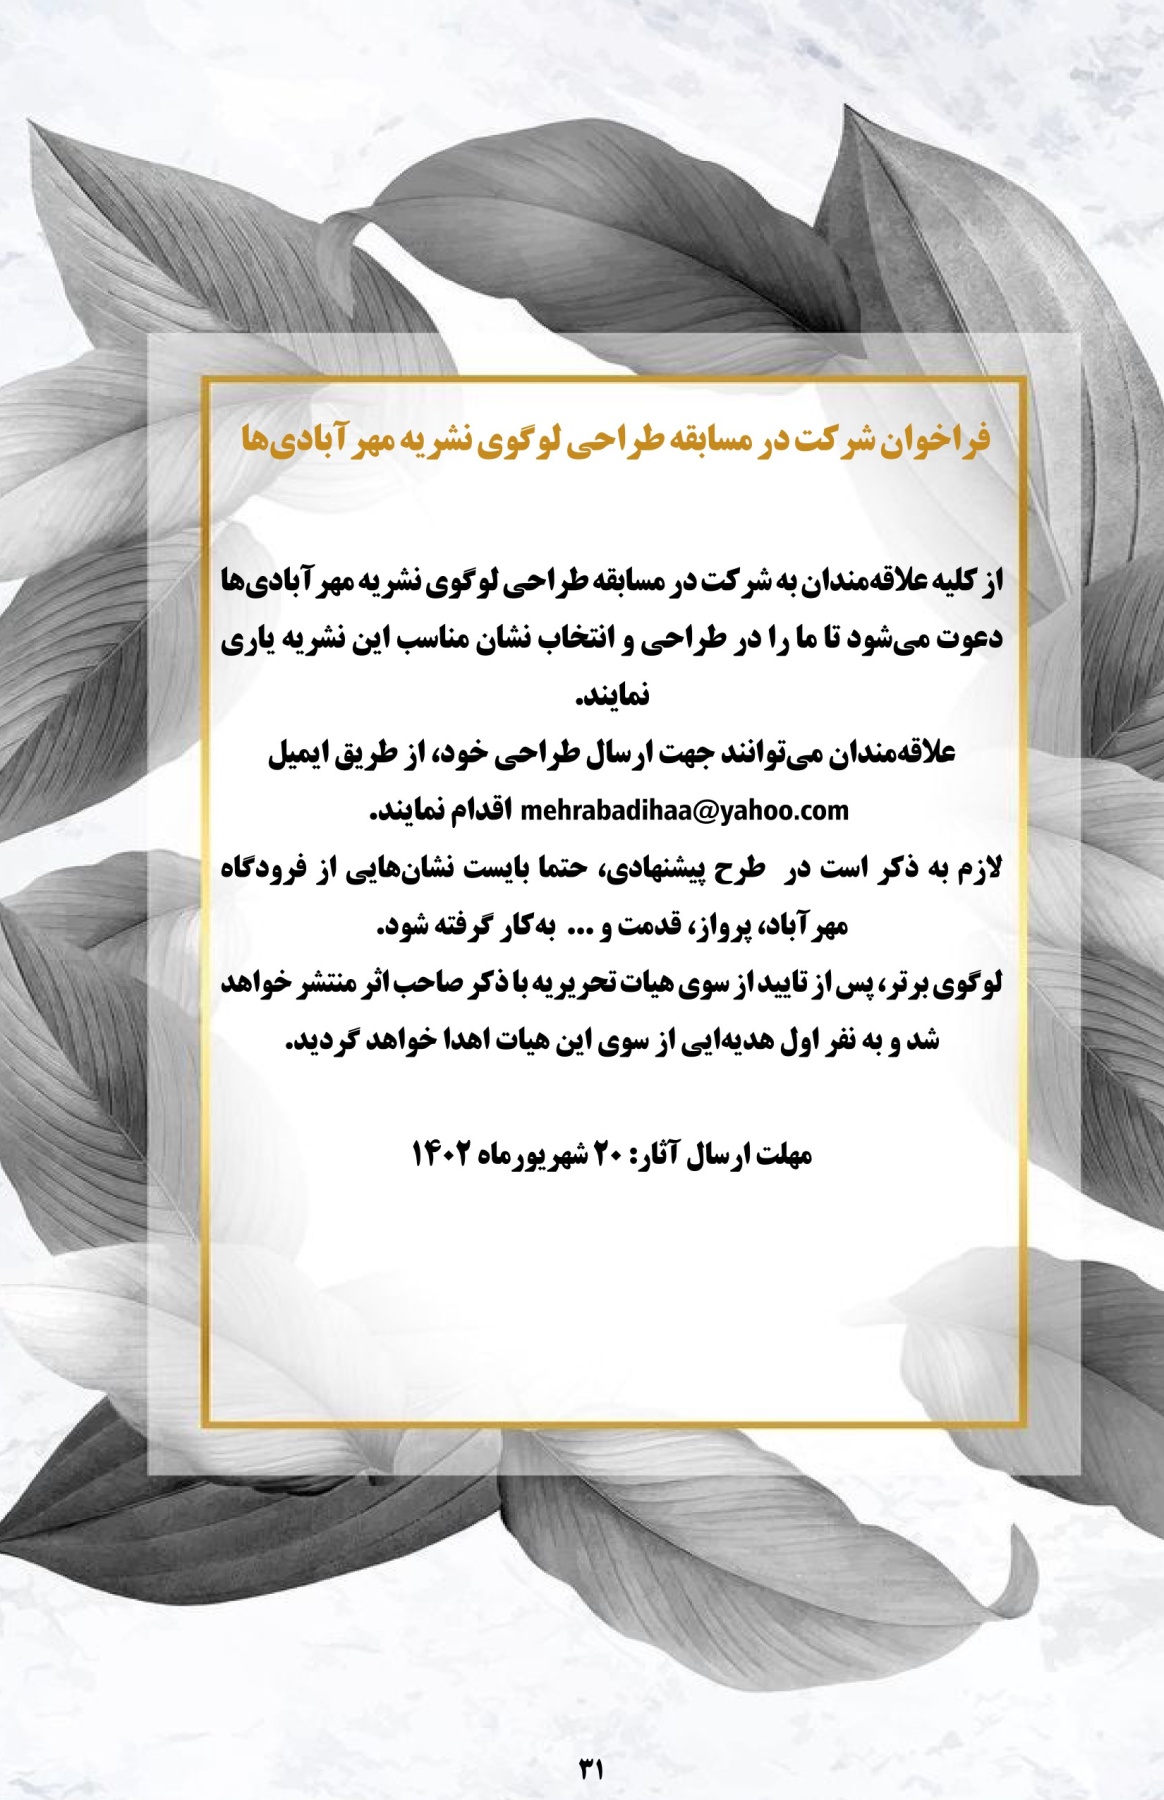 فراخوان شرکت در مسابقه طراحی لوگوی نشریه مهرآبادی‌ها
از کلیه علاقه‌مندان به شرکت در مسابقه طراحی لوگوی نشریه مهرآبادی‌ها
دعوت می‌شود تا ما را در طراحی و انتخاب نشان مناسب این نشریه یاری
نمایند.
علاقه‌مندان می‌توانند جهت ارسال طراحی خود، از طریق ایمیل
mehrabadihaa@yahoo.com اقدام نمایند.
لازم به ذکر است در طرح پیشنهادی، حتما بایست نشان‌هایی از فرودگاه
مهرآباد، پرواز، قدمت و ... به‌کار گرفته شود.
لوگوی برتر، پس از تایید از سوی هیات تحریریه با ذکر صاحب اثر منتشر خواهد
شد و به نفر اول هدیه‌ایی از سوی این هیات اهدا خواهد گردید.
مهلت ارسال آثار: ۲۰ شهریورماه ۱۴۰۲
۳۱